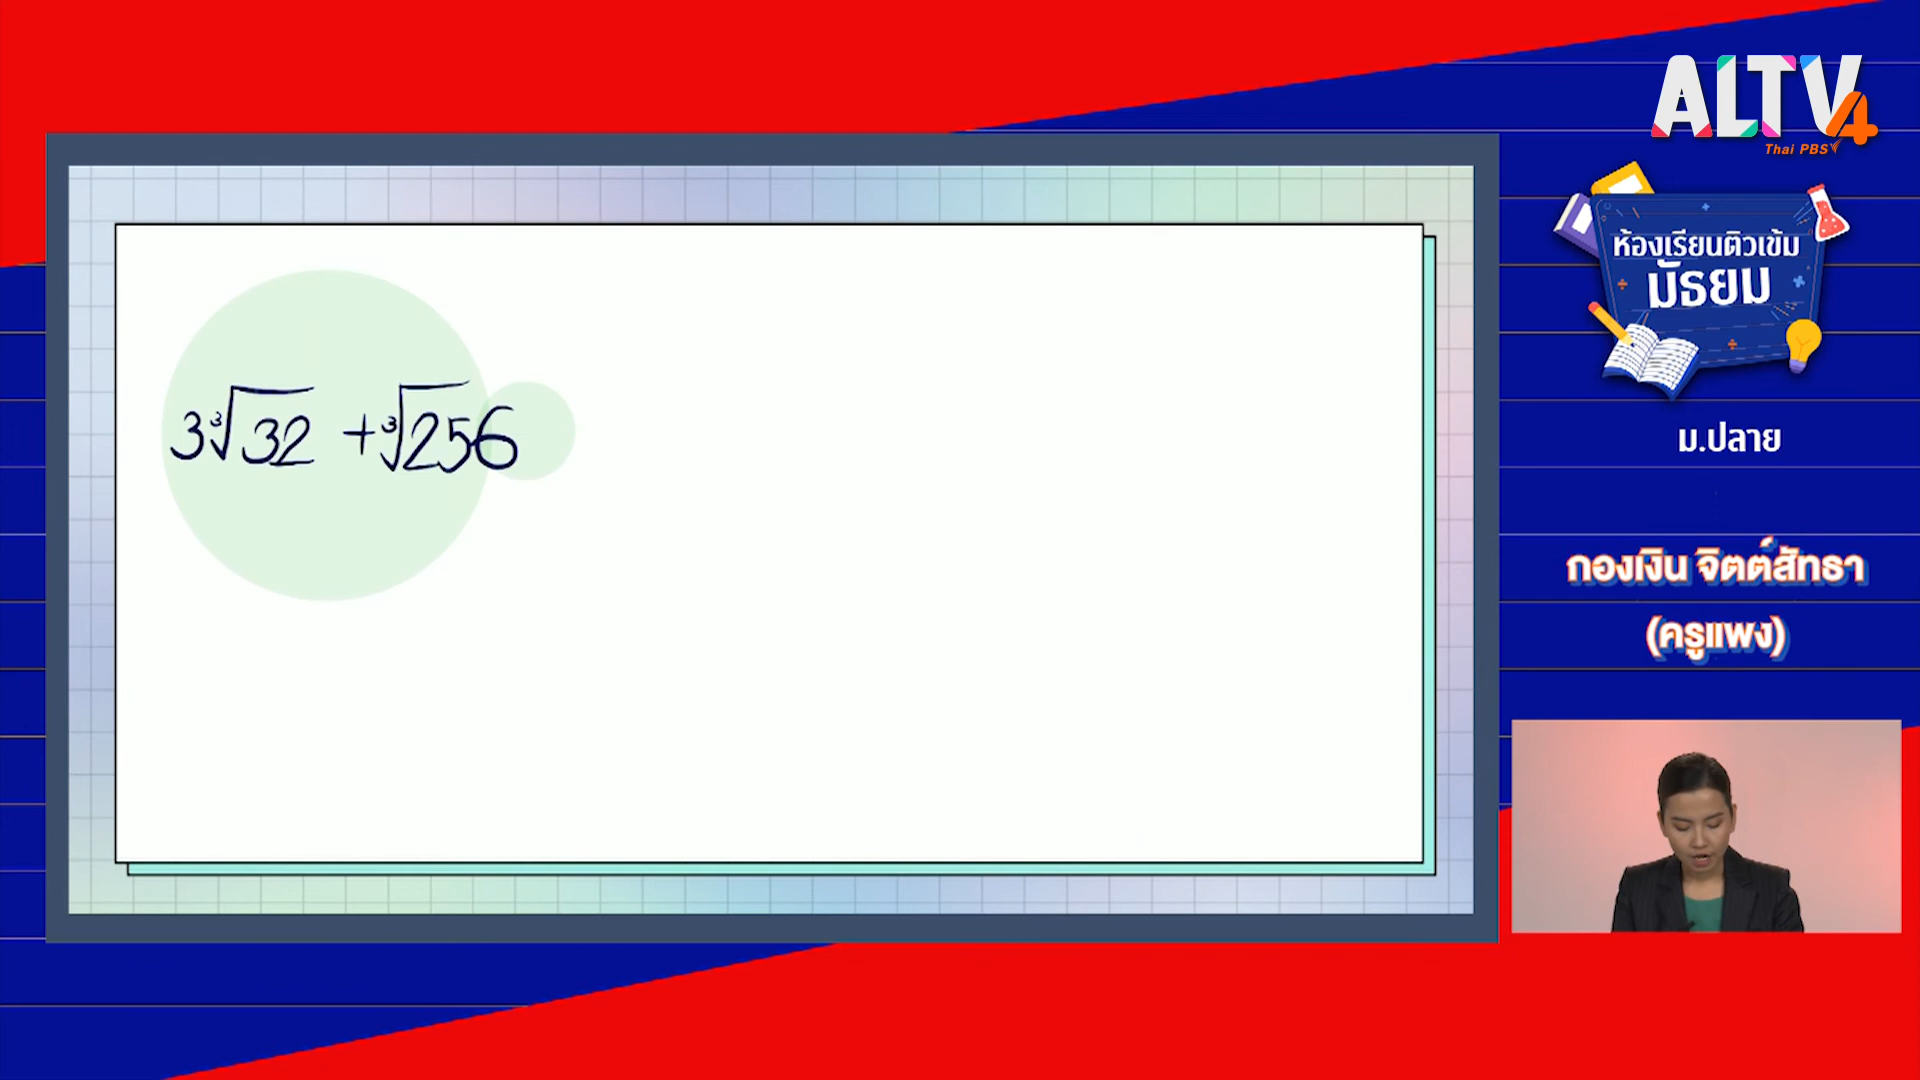 ALTV4
Thai PBS
ห้องเรียนติวเข้ม
มัธยม
ม.ปลาย
3∛32 + ∛256
กองเงิน จิตต์สัทธา
(ครูแพง)